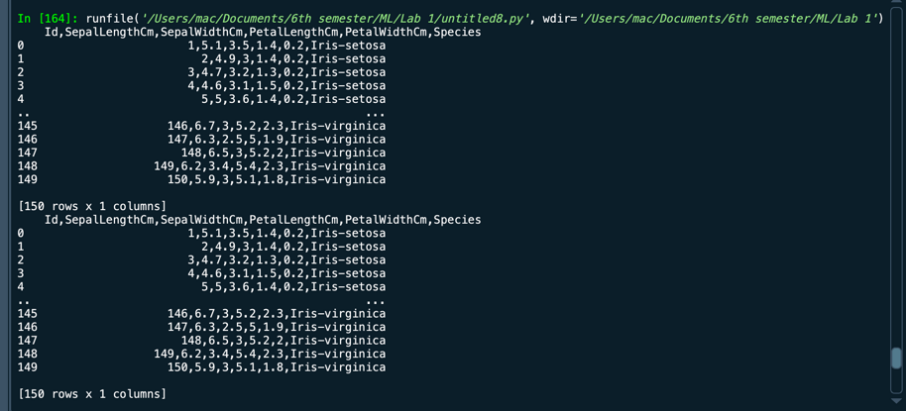 In [164]: runfile('/Users/mac/Documents/6th semester/ML/Lab 1/untitled8.py', wdir='/Users/mac/Documents/6th semester/ML/Lab 1')
Id,SepalLengthCm,SepalWidthCm,PetalLengthCm,PetalWidthCm,Species
0 1,5.1,3.5,1.4,0.2,Iris-setosa
1 2,4.9,3,1.4,0.2,Iris-setosa
2 3,4.7,3.2,1.3,0.2,Iris-setosa
3 4,4.6,3.1,1.5,0.2,Iris-setosa
4 5,5,3.6,1.4,0.2,Iris-setosa
.. ...
145 146,6.7,3,5.2,2.3,Iris-virginica
146 147,6.3,2.5,5,1.9,Iris-virginica
147 148,6.5,3,5.2,2,Iris-virginica
148 149,6.2,3.4,5.4,2.3,Iris-virginica
149 150,5.9,3,5.1,1.8,Iris-virginica
[150 rows x 1 columns]
Id,SepalLengthCm,SepalWidthCm,PetalLengthCm,PetalWidthCm,Species
0 1,5.1,3.5,1.4,0.2,Iris-setosa
1 2,4.9,3,1.4,0.2,Iris-setosa
2 3,4.7,3.2,1.3,0.2,Iris-setosa
3 4,4.6,3.1,1.5,0.2,Iris-setosa
4 5,5,3.6,1.4,0.2,Iris-setosa
.. ...
145 146,6.7,3,5.2,2.3,Iris-virginica
146 147,6.3,2.5,5,1.9,Iris-virginica
147 148,6.5,3,5.2,2,Iris-virginica
148 149,6.2,3.4,5.4,2.3,Iris-virginica
149 150,5.9,3,5.1,1.8,Iris-virginica
[150 rows x 1 columns]